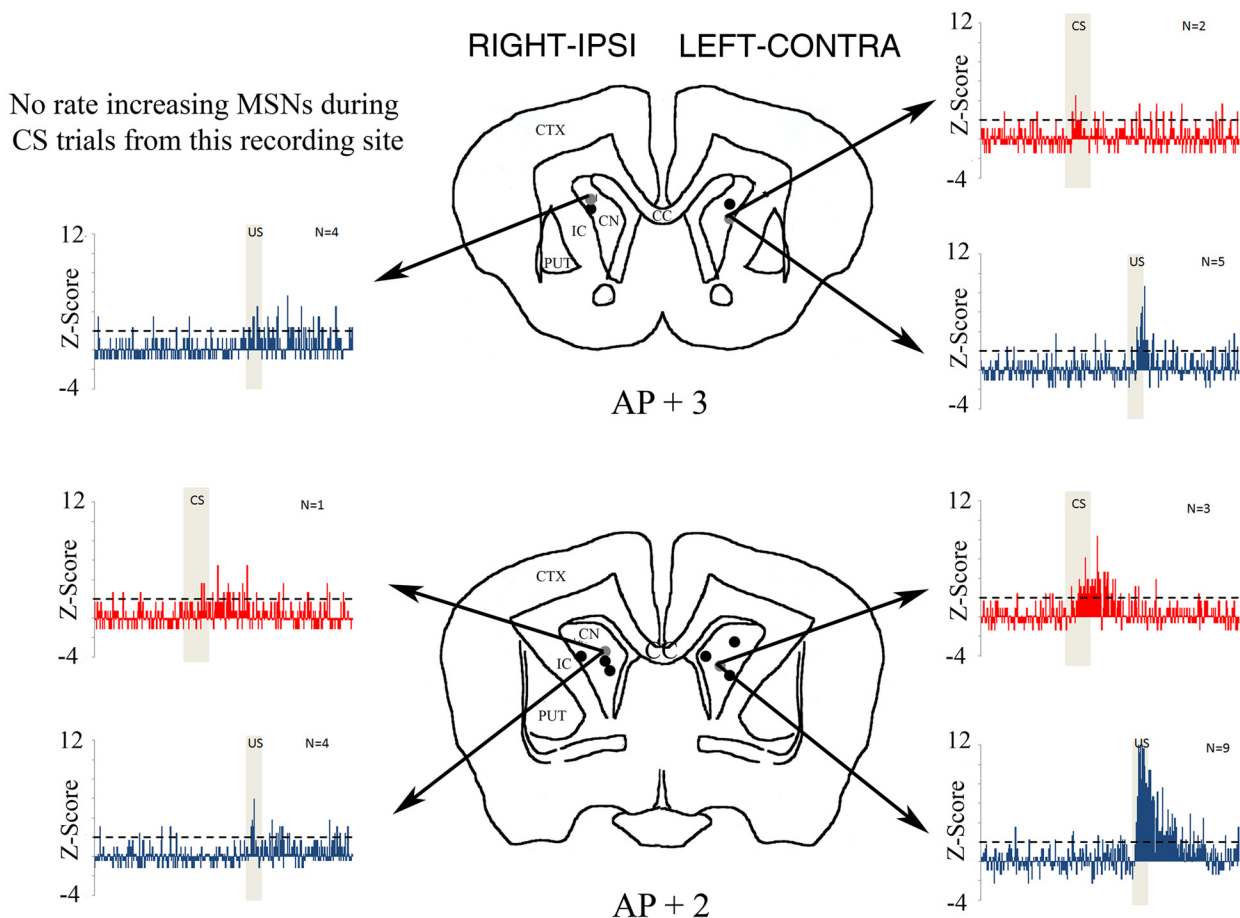 RIGHT-IPSI LEFT-CONTRA
No rate increasing MSNs during
CS trials from this recording site
12
CS
N=2
Z-Score
-4
CTX
CC
CN
IC
PUT
12
US
N=4
Z-Score
-4
12
US
N=5
Z-Score
-4
AP + 3
12
CS
N=1
Z-Score
-4
CTX
CN
CC
IC
PUT
12
CS
N=3
Z-Score
-4
12
US
N=4
Z-Score
-4
12
US
N=9
Z-Score
-4
AP + 2